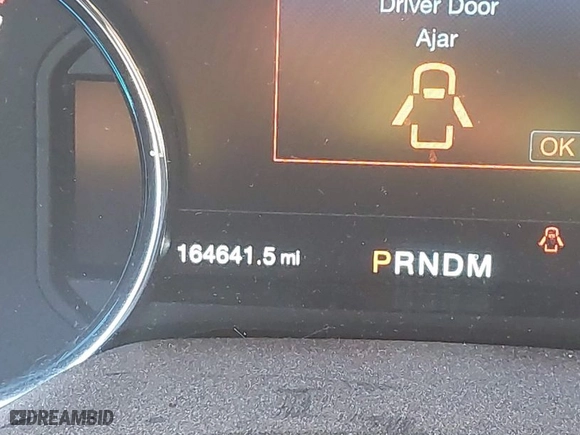 Driver Door
Ajar
OK
164641.5 mi
PRNDM
DREAMBID